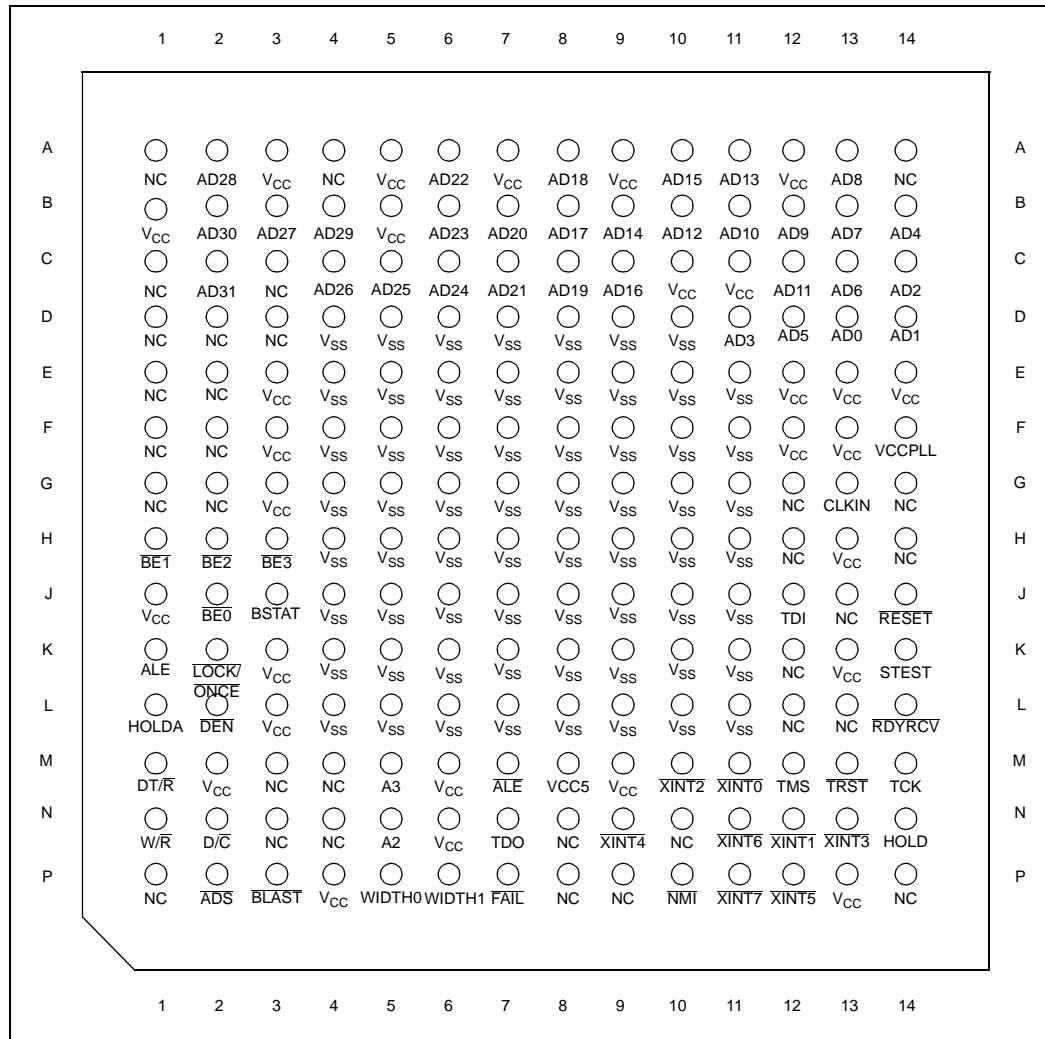 1 2 3 4 5 6 7 8 9 10 11 12 13 14
A A
NC AD28 VCC NC VCC AD22 VCC AD18 VCC AD15 AD13 VCC AD8 NC
B B
VCC AD30 AD27 AD29 VCC AD23 AD20 AD17 AD14 AD12 AD10 AD9 AD7 AD4
C C
NC AD31 NC AD26 AD25 AD24 AD21 AD19 AD16 VCC VCC AD11 AD6 AD2
D D
NC NC NC VSS VSS VSS VSS VSS VSS VSS AD3 AD5 AD0 AD1
E E
NC NC VCC VSS VSS VSS VSS VSS VSS VSS VSS VCC VCC VCC
F F
NC NC VCC VSS VSS VSS VSS VSS VSS VSS VSS VCC VCC VCCPLL
G G
NC NC VCC VSS VSS VSS VSS VSS VSS VSS VSS NC CLKIN NC
H H
BE1 BE2 BE3 VSS VSS VSS VSS VSS VSS VSS VSS NC VCC NC
J J
VCC BE0 BSTAT VSS VSS VSS VSS VSS VSS VSS VSS TDI NC RESET
K K
ALE LOCK/ VCC VSS VSS VSS VSS VSS VSS VSS VSS NC VCC STEST
ONCE
L L
HOLDA DEN VCC VSS VSS VSS VSS VSS VSS VSS VSS NC NC RDYRCV
M M
DT/R VCC NC NC A3 VCC ALE VCC5 VCC XINT2 XINT0 TMS TRST TCK
N N
W/R D/C NC NC A2 VCC TDO NC XINT4 NC XINT6 XINT1 XINT3 HOLD
P P
NC ADS BLAST VCC WIDTH0 WIDTH1 FAIL NC NC NMI XINT7 XINT5 VCC NC
1 2 3 4 5 6 7 8 9 10 11 12 13 14